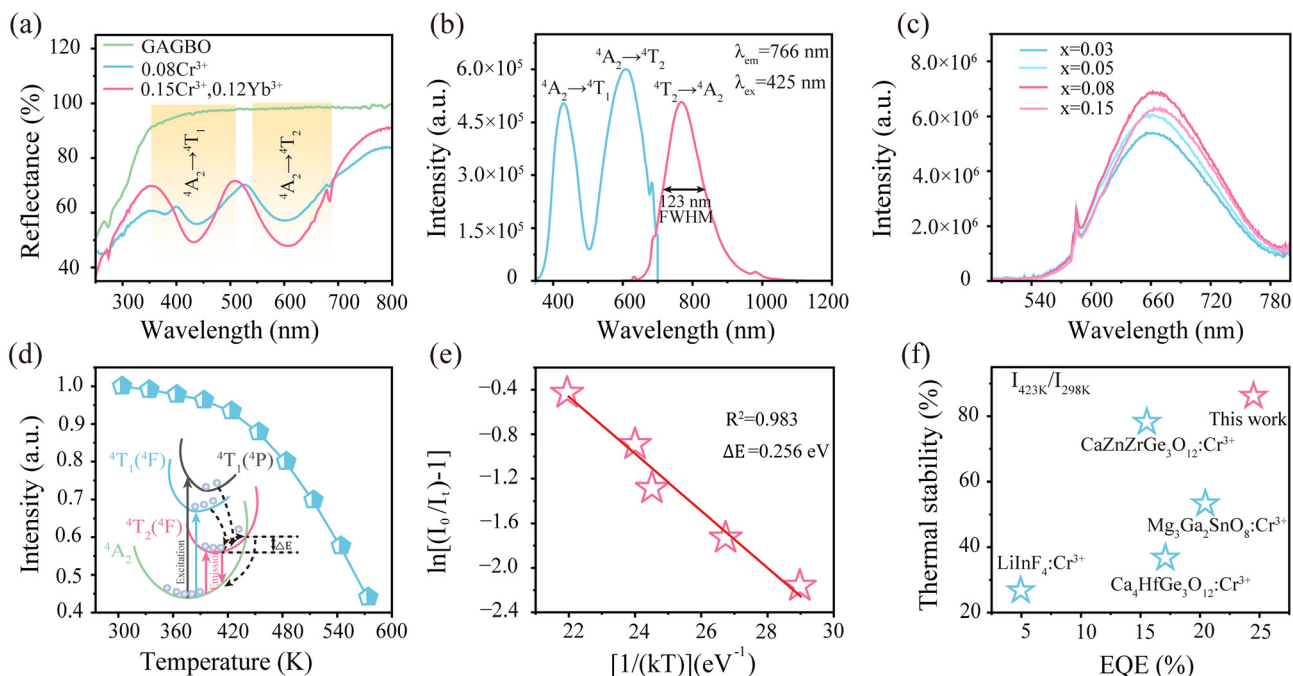 (a)
120
100
80
60
40
Reflectance (%)
GAGBO
0.08Cr³⁺
0.15Cr³⁺,0.12Yb³⁺
⁴A₂→⁴T₁
⁴A₂→⁴T₂
300 400 500 600 700 800
Wavelength (nm)
(b)
6.0×10⁵
4.5×10⁵
3.0×10⁵
1.5×10⁵
0
Intensity (a.u.)
⁴A₂→⁴T₂
⁴A₂→⁴T₁
⁴T₂→⁴A₂
λem=766 nm
λex=425 nm
123 nm
FWHM
400 600 800 1000 1200
Wavelength (nm)
(c)
8×10⁶
6×10⁶
4×10⁶
2×10⁶
0
Intensity (a.u.)
x=0.03
x=0.05
x=0.08
x=0.15
540 600 660 720 780
Wavelength (nm)
(d)
1.0
0.9
0.8
0.7
0.6
0.5
0.4
Intensity (a.u.)
⁴T₁(⁴F)
⁴T₁(⁴P)
⁴T₂(⁴F)
⁴A₂
Excitation
Emission
ΔE
300 360 420 480 540 600
Temperature (K)
(e)
−0.4
−0.8
−1.2
−1.6
−2.0
−2.4
ln[(I₀/Iₜ)-1]
R²=0.983
ΔE=0.256 eV
22 24 26 28 30
[1/(kT)](eV⁻¹)
(f)
80
60
40
20
Thermal stability (%)
I423K/I298K
This work
CaZnZrGe₃O₁₂:Cr³⁺
Mg₃Ga₂SnO₈:Cr³⁺
LiInF₄:Cr³⁺
Ca₄HfGe₃O₁₂:Cr³⁺
5 10 15 20 25
EQE (%)